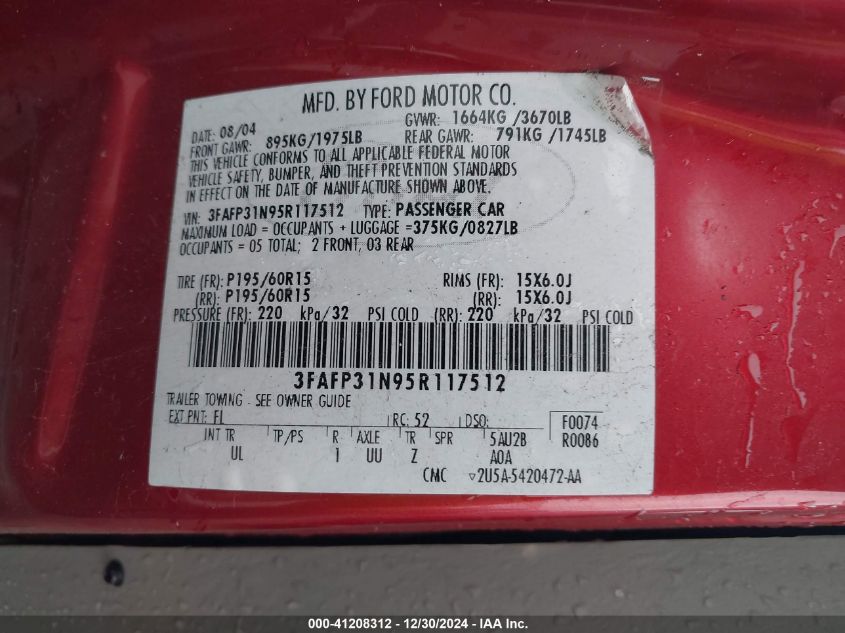 MFD. BY FORD MOTOR CO.
DATE: 08/04 GVWR: 1664KG /3670LB
FRONT GAWR: 895KG/1975LB REAR GAWR: 791KG /1745LB
THIS VEHICLE CONFORMS TO ALL APPLICABLE FEDERAL MOTOR
VEHICLE SAFETY, BUMPER, AND THEFT PREVENTION STANDARDS
IN EFFECT ON THE DATE OF MANUFACTURE SHOWN ABOVE.
VIN: 3FAFP31N95R117512 TYPE: PASSENGER CAR
MAXIMUM LOAD = OCCUPANTS + LUGGAGE =375KG/0827LB
OCCUPANTS = 05 TOTAL; 2 FRONT, 03 REAR
TIRE (FR): P195/60R15 RIMS (FR): 15X6.0J
(RR): P195/60R15 (RR): 15X6.0J
PRESSURE (FR): 220 kPa/32 PSI COLD (RR): 220 kPa/32 PSI COLD
3FAFP31N95R117512
TRAILER TOWING - SEE OWNER GUIDE
EXT PNT: FL RC: 52 DSO: F0074
INT TR TP/PS R AXLE TR SPR 5AU2B R0086
UL 1 UU Z AOA
CMC ▽2U5A-5420472-AA
000-41208312 - 12/30/2024 - IAAI Inc.